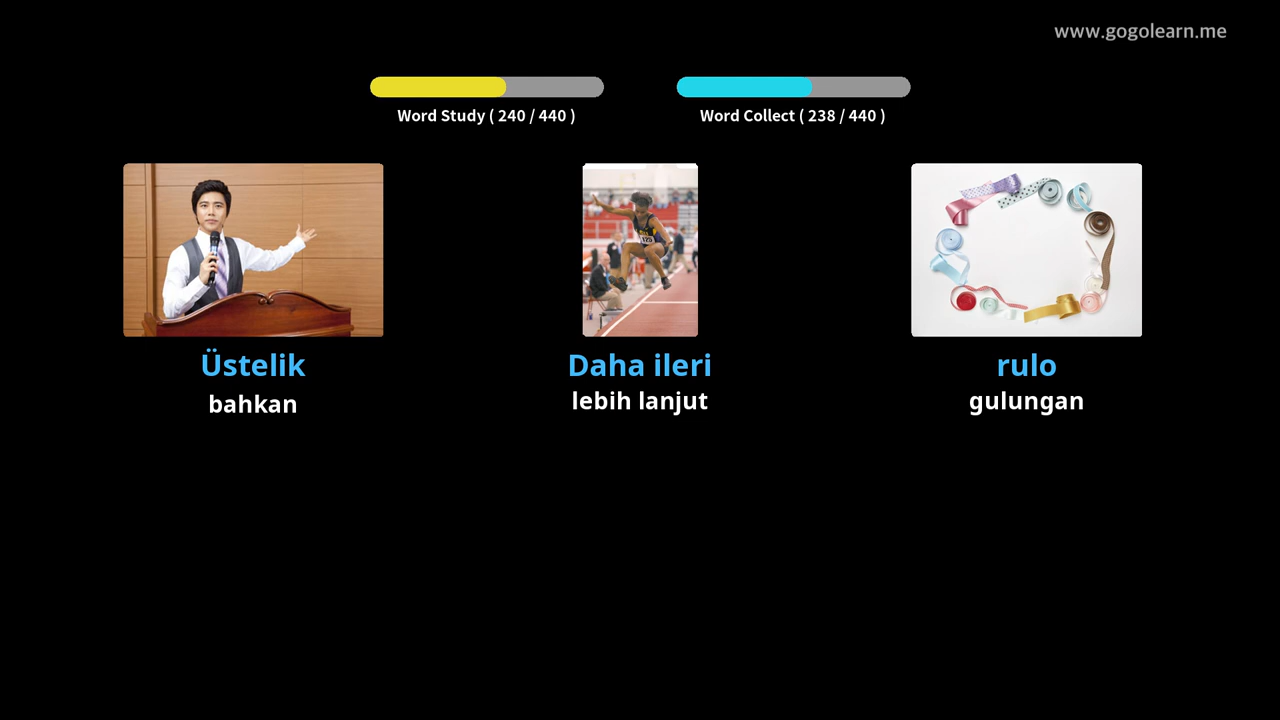 www.gogolearn.me
Word Study ( 240 / 440 )
Word Collect ( 238 / 440 )
Üstelik
bahkan
Daha ileri
lebih lanjut
rulo
gulungan